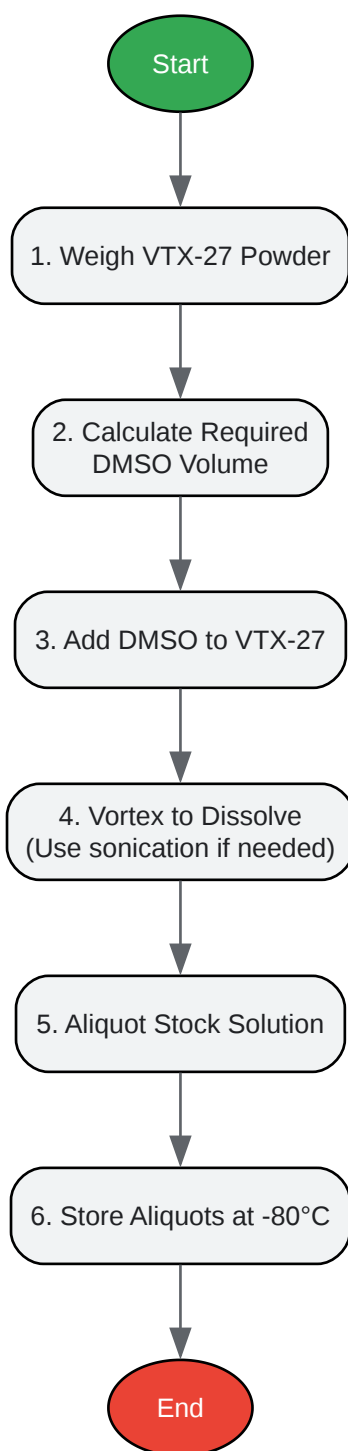 Start
1. Weigh VTX-27 Powder
2. Calculate Required
DMSO Volume
3. Add DMSO to VTX-27
4. Vortex to Dissolve
(Use sonication if needed)
5. Aliquot Stock Solution
6. Store Aliquots at -80°C
End